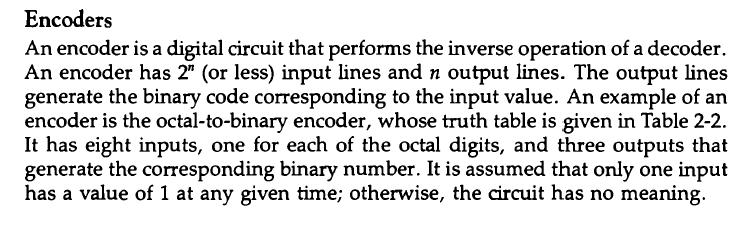 Encoders
An encoder is a digital circuit that performs the inverse operation of a decoder.
An encoder has 2ⁿ (or less) input lines and n output lines. The output lines
generate the binary code corresponding to the input value. An example of an
encoder is the octal-to-binary encoder, whose truth table is given in Table 2-2.
It has eight inputs, one for each of the octal digits, and three outputs that
generate the corresponding binary number. It is assumed that only one input
has a value of 1 at any given time; otherwise, the circuit has no meaning.